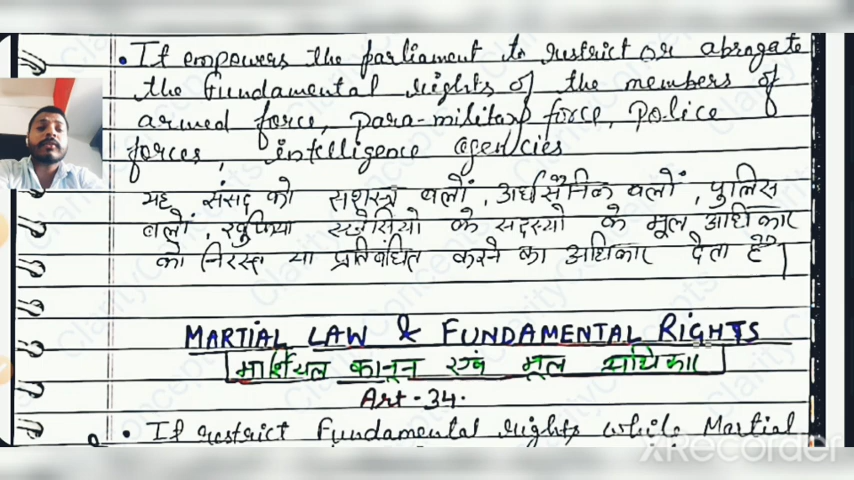 • It empowers the parliament to restrict or abrogate
the Fundamental rights of the members of
armed force, para-military force, police
forces, intelligence agencies
यह संसद को सशस्त्र बलों, अर्धसैनिक बलों, पुलिस
बलों, खुफिया एजेंसियो के सदस्यो के मूल अधिकार
को निरस्त या प्रतिबंधित करने का अधिकार देता है|
MARTIAL LAW & FUNDAMENTAL RIGHTS
मार्शियल कानून एवं मूल अधिकार
Art-34.
• It restrict Fundamental rights while Martial
XRecorder